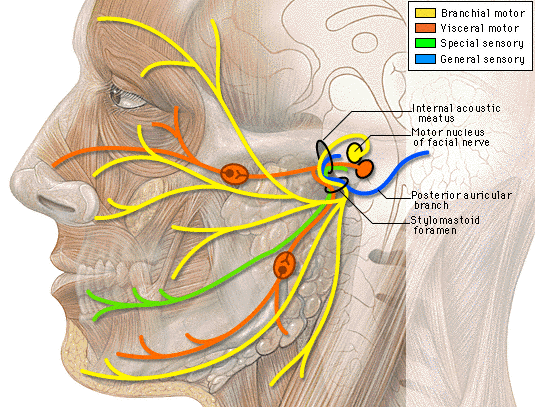 Branchial motor
Visceral motor
Special sensory
General sensory
Internal acoustic
meatus
Motor nucieus
of facial nerve
Posterior auricular
branch
Stylomastoid
foramen